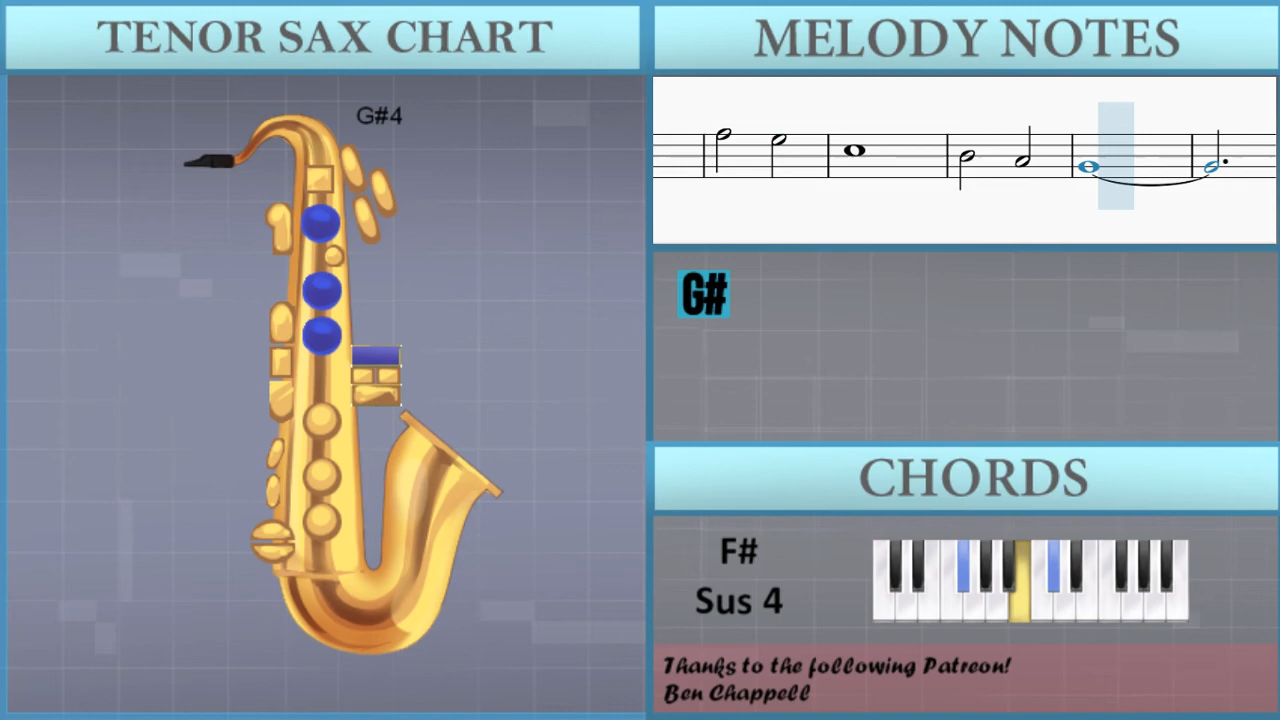 TENOR SAX CHART
G#4
MELODY NOTES
G#
CHORDS
F#
Sus 4
Thanks to the following Patreon!
Ben Chappell